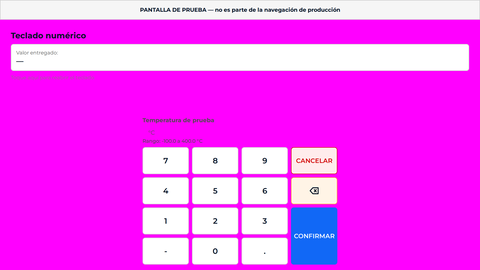 PANTALLA DE PRUEBA — no es parte de la navegación de producción
Teclado numérico
Valor entregado:
—
Temperatura de prueba
°C
7 8 9 CANCELAR
4 5 6
1 2 3 CONFIRMAR
- 0 .